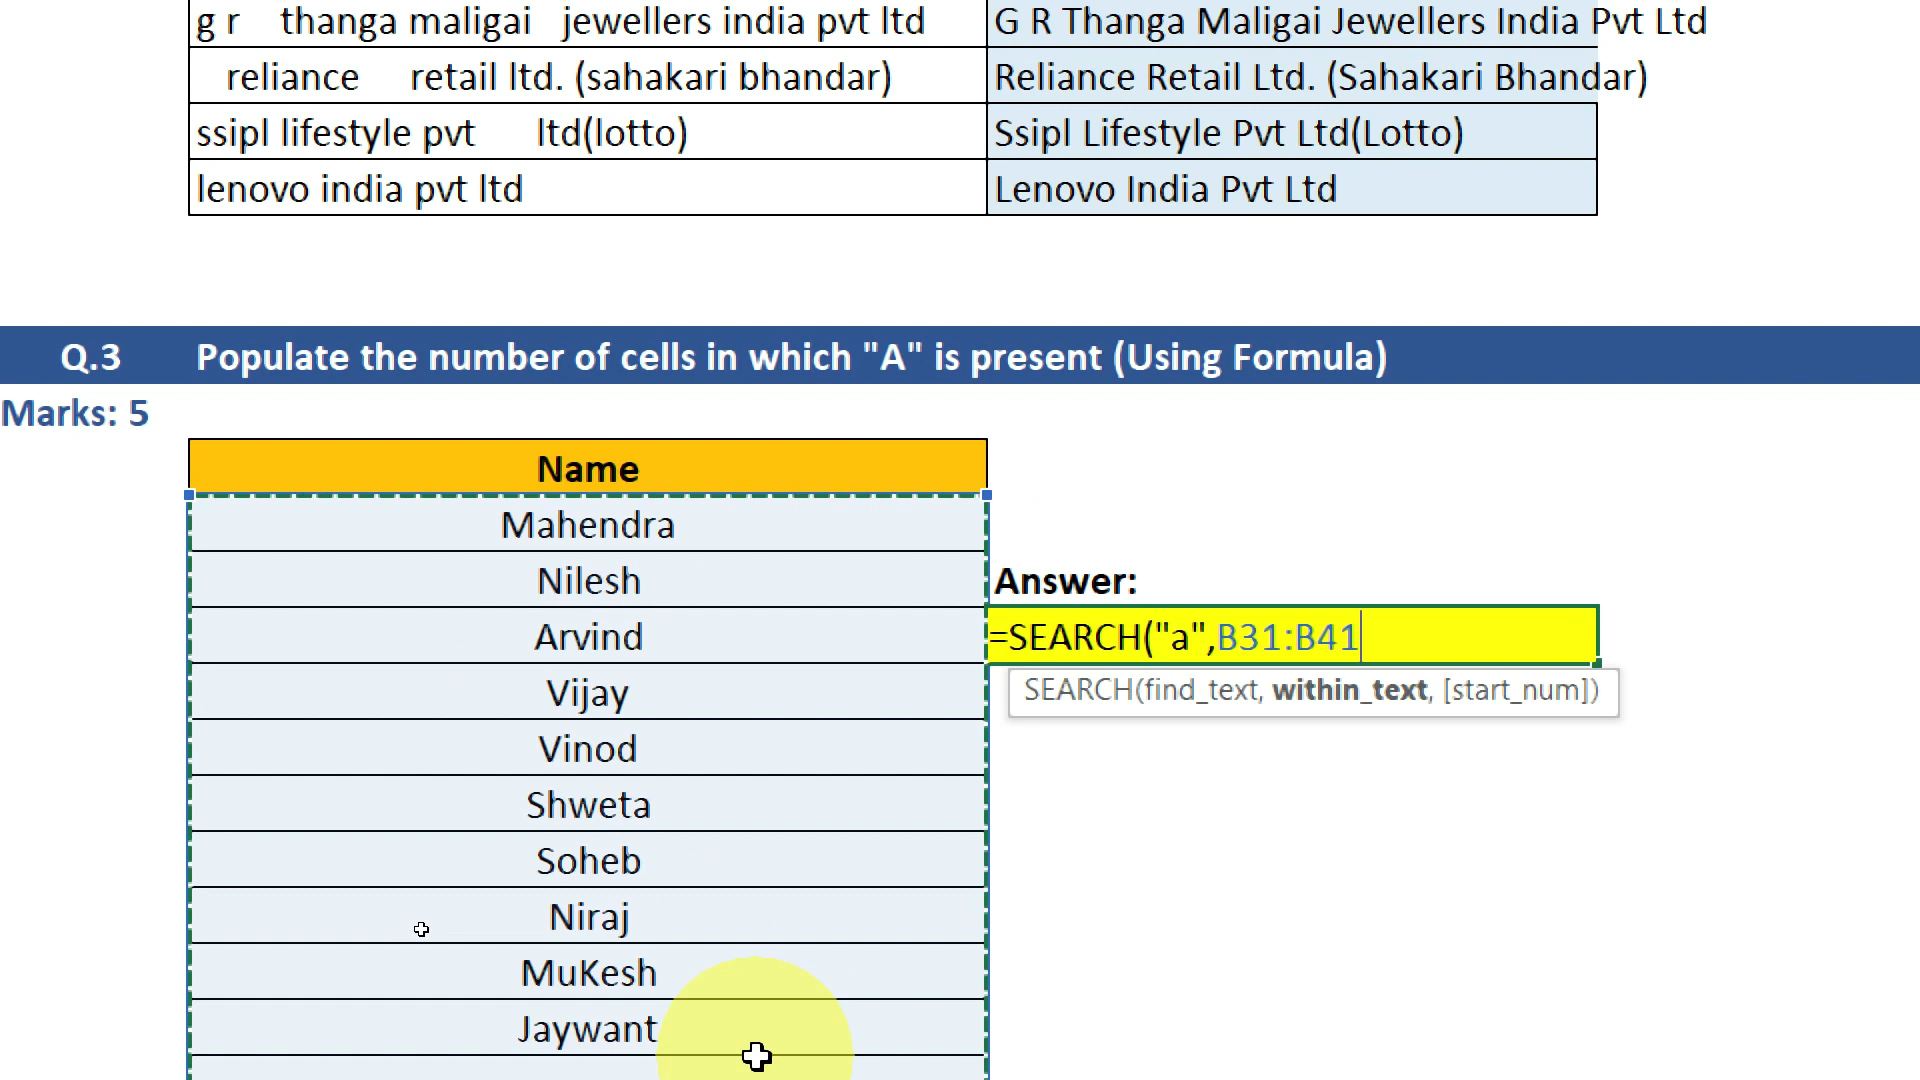 g r    thanga maligai   jewellers india pvt ltd    G R Thanga Maligai Jewellers India Pvt Ltd
reliance     retail ltd. (sahakari bhandar)    Reliance Retail Ltd. (Sahakari Bhandar)
ssipl lifestyle pvt      ltd(lotto)    Ssipl Lifestyle Pvt Ltd(Lotto)
lenovo india pvt ltd    Lenovo India Pvt Ltd
Q.3    Populate the number of cells in which "A" is present (Using Formula)
Marks: 5
Name
Mahendra
Nilesh
Answer:
Arvind
=SEARCH("a",B31:B41
Vijay
SEARCH(find_text, within_text, [start_num])
Vinod
Shweta
Soheb
Niraj
MuKesh
Jaywant